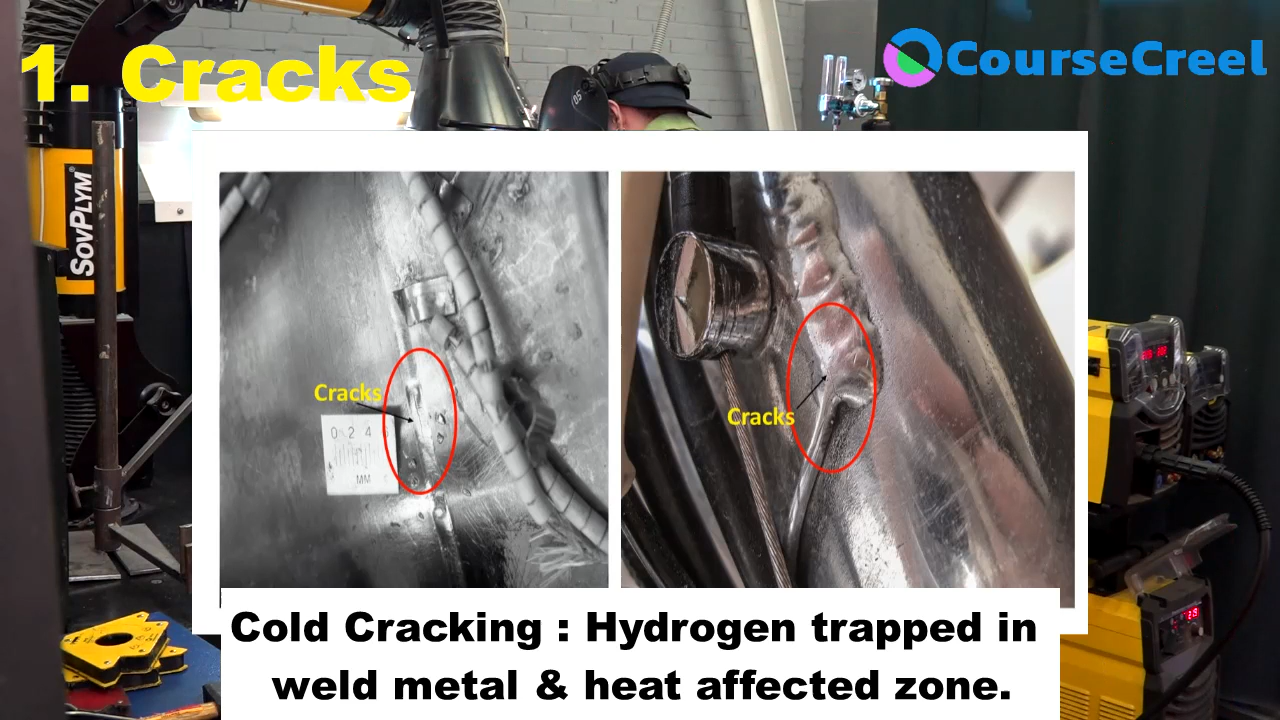 1. Cracks
CourseCreel
SOVPLYM®
05
Cracks
0 2 4
MM
Cracks
Cold Cracking : Hydrogen trapped in
weld metal & heat affected zone.